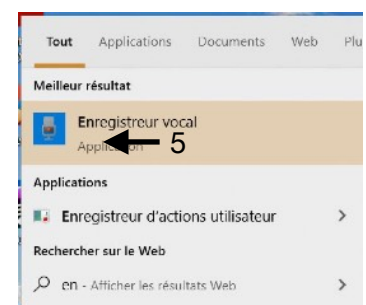 Tout Applications Documents Web Plu
Meilleur résultat
Enregistreur vocal
Application 5
Applications
Enregistreur d'actions utilisateur
Rechercher sur le Web
en - Afficher les résultats Web